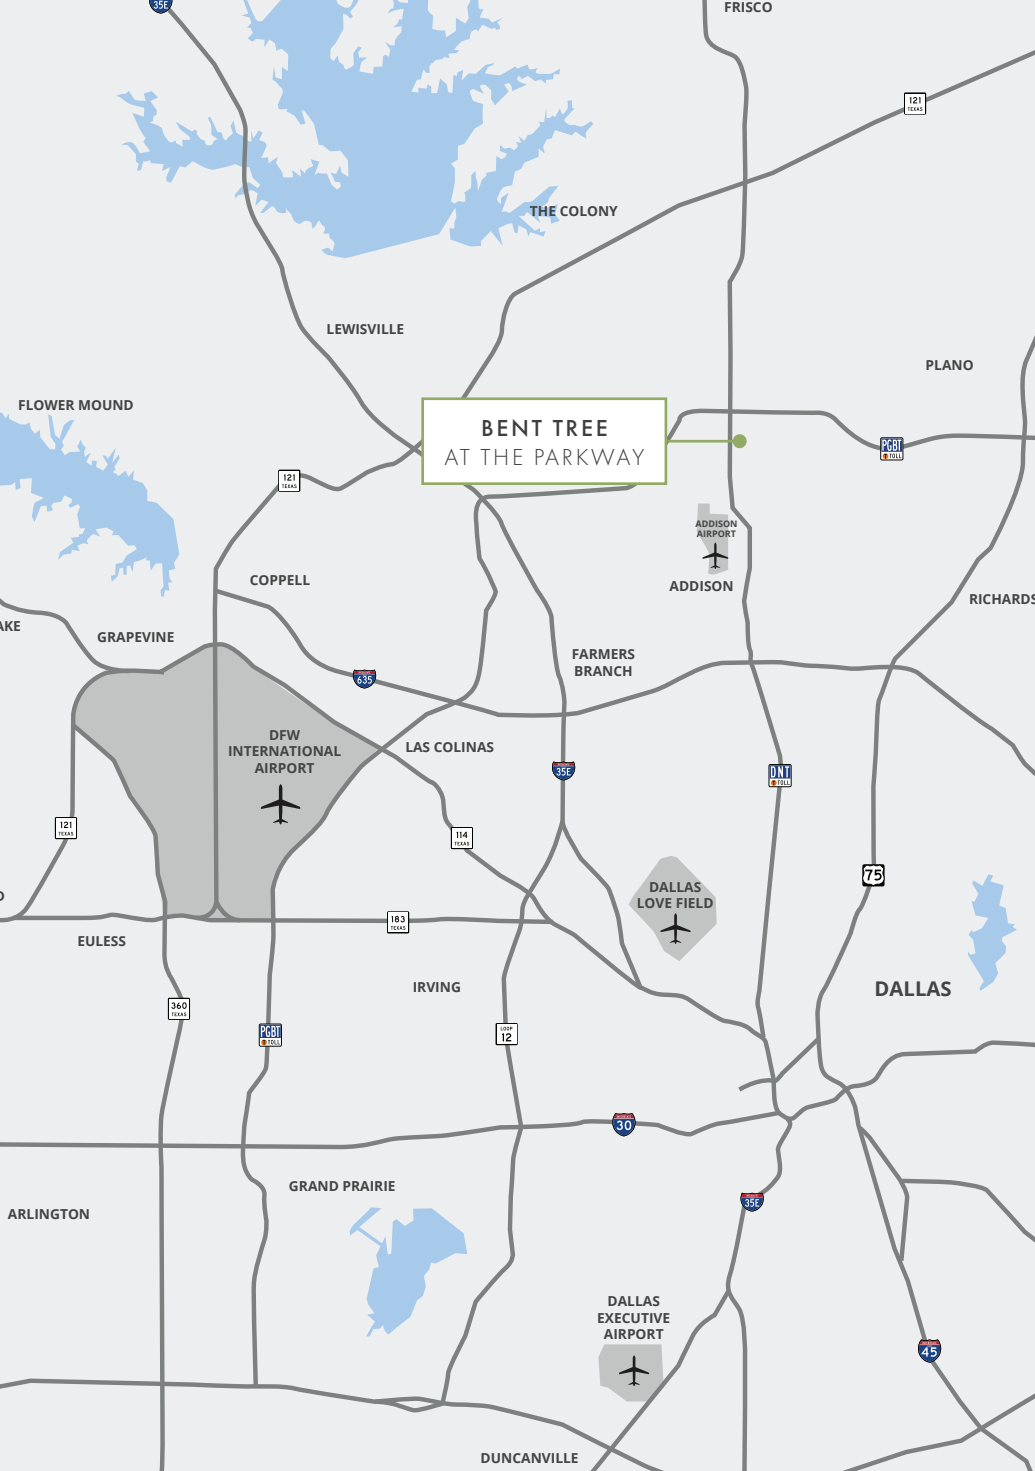 35E
FRISCO
121
THE COLONY
LEWISVILLE
PLANO
FLOWER MOUND
BENT TREE
AT THE PARKWAY
PGBT
TOLL
121
TEXAS
ADDISON
AIRPORT
COPPELL
ADDISON
RICHARDS
AKE
GRAPEVINE
FARMERS
BRANCH
635
DFW
INTERNATIONAL
AIRPORT
LAS COLINAS
35E
DNT
TOLL
121
TEXAS
114
TEXAS
75
DALLAS
LOVE FIELD
183
TEXAS
EULESS
IRVING
DALLAS
360
TEXAS
PGBT
TOLL
LOOP
12
30
GRAND PRAIRIE
35E
ARLINGTON
DALLAS
EXECUTIVE
AIRPORT
45
DUNCANVILLE